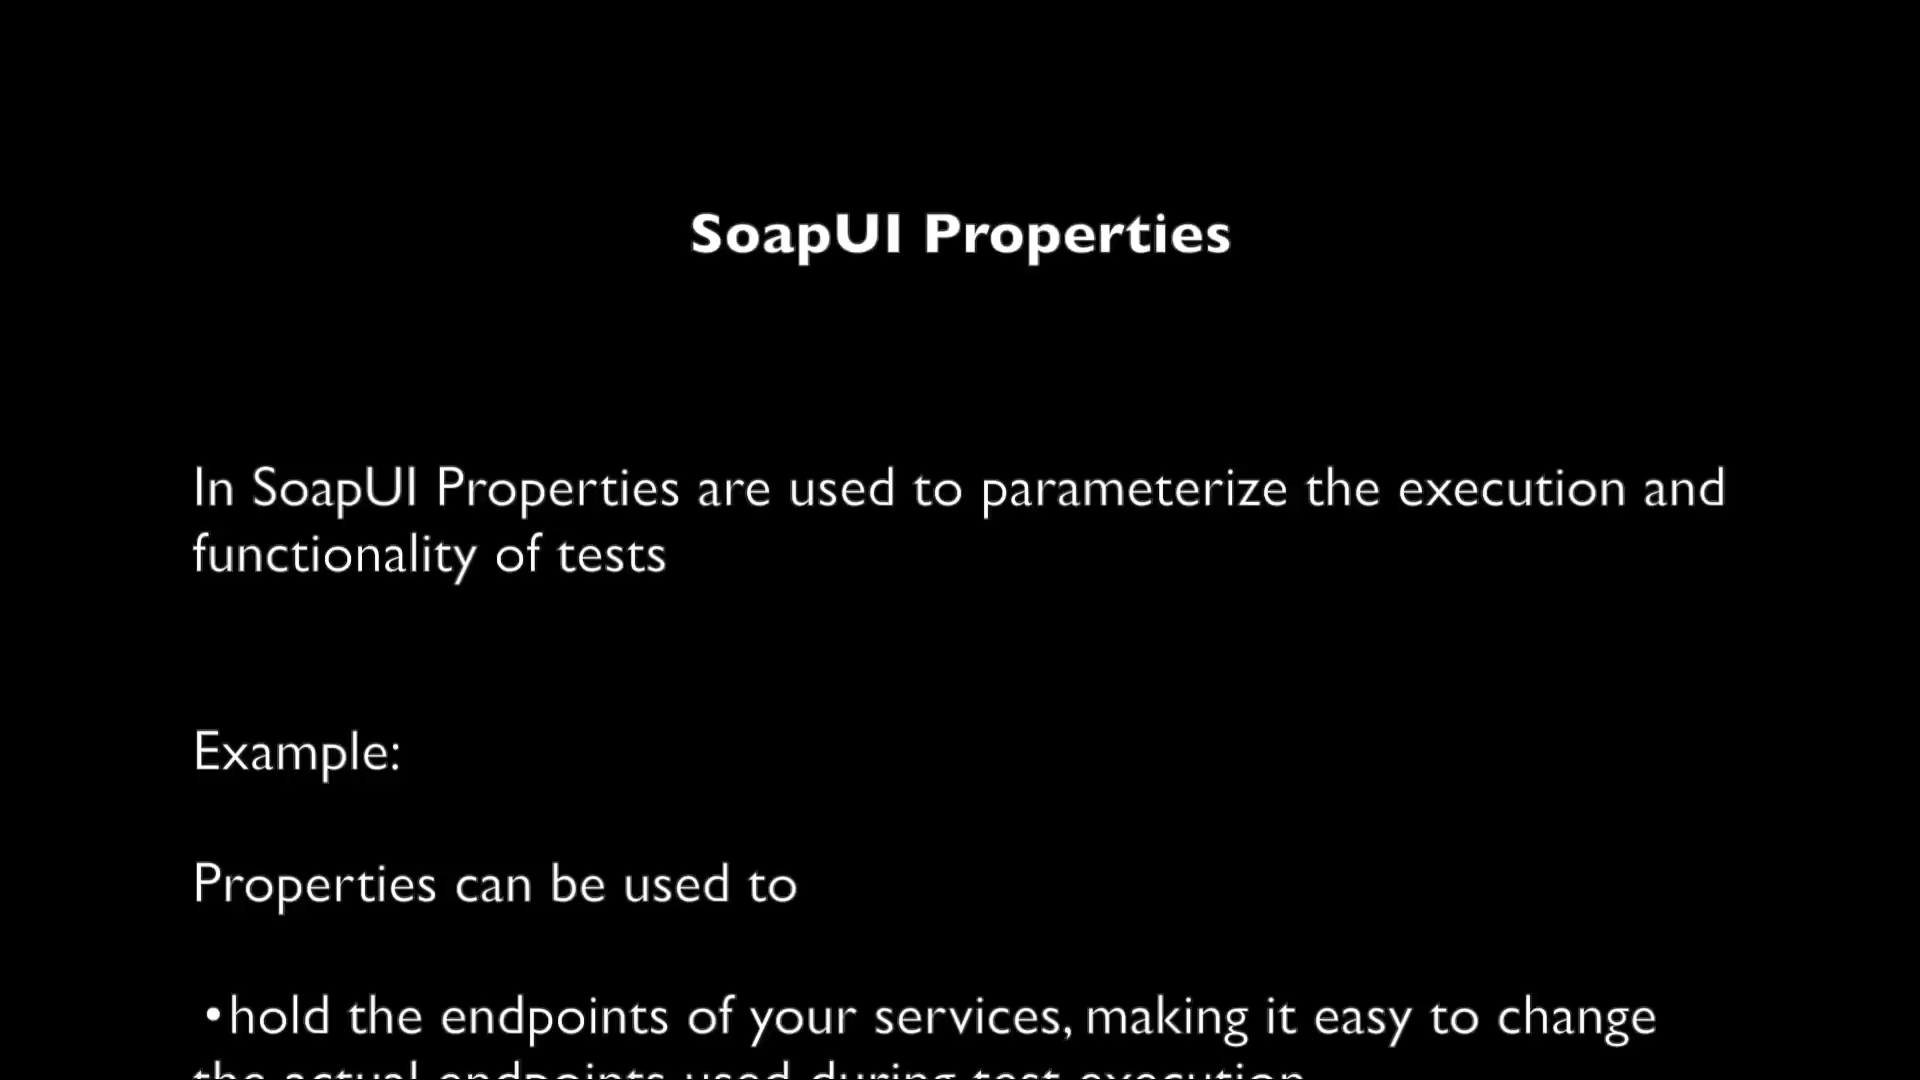 SoapUI Properties
In SoapUI Properties are used to parameterize the execution and
functionality of tests
Example:
Properties can be used to
•hold the endpoints of your services, making it easy to change
the actual endpoints used during test execution